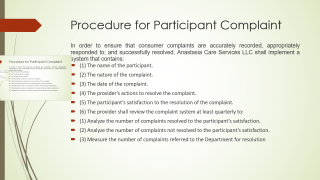 Procedure for Participant Complaint
In order to ensure that consumer complaints are accurately recorded, appropriately
responded to; and successfully resolved, Anastasia Care Services LLC shall implement a
system that contains:
(1) The name of the participant.
(2) The nature of the complaint.
(3) The date of the complaint.
(4) The provider's actions to resolve the complaint.
(5) The participant's satisfaction to the resolution of the complaint.
(6) The provider shall review the complaint system at least quarterly to:
(1) Analyze the number of complaints resolved to the participant's satisfaction.
(2) Analyze the number of complaints not resolved to the participant's satisfaction.
(3) Measure the number of complaints referred to the Department for resolution
Procedure for Participant Complaint